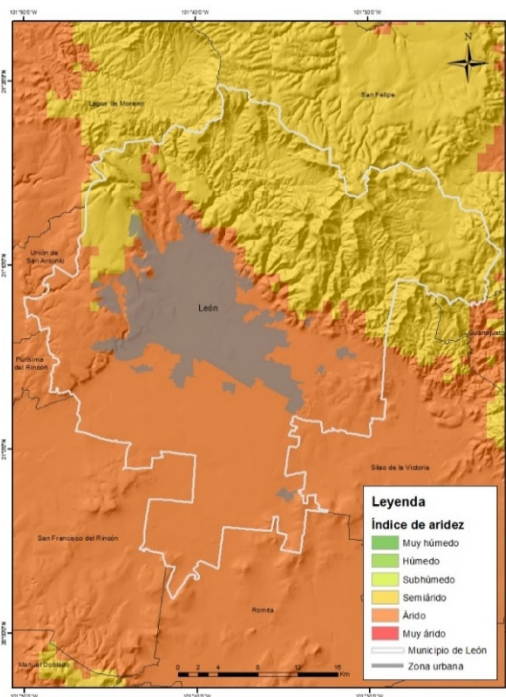 101°50'0"W
101°40'0"W
101°30'0"W
N
San Felipe
Lagos de Moreno
Unión de
San Antonio
León
Guanajuato
Purísima
del Rincón
Silao de la Victoria
San Francisco del Rincón
Romita
Manuel Doblado
Leyenda
Índice de aridez
Muy húmedo
Húmedo
Subhúmedo
Semiárido
Árido
Muy árido
Municipio de León
Zona urbana
0 2 4 8 12 16
Km